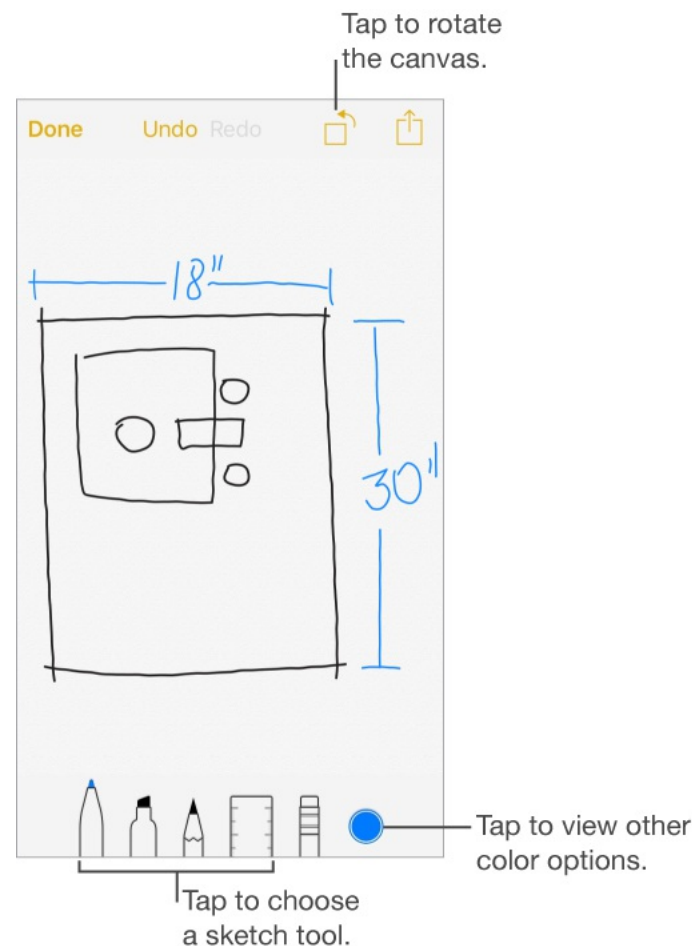 Tap to rotate
the canvas.
Done Undo Redo
18"
30"
Tap to view other
color options.
Tap to choose
a sketch tool.